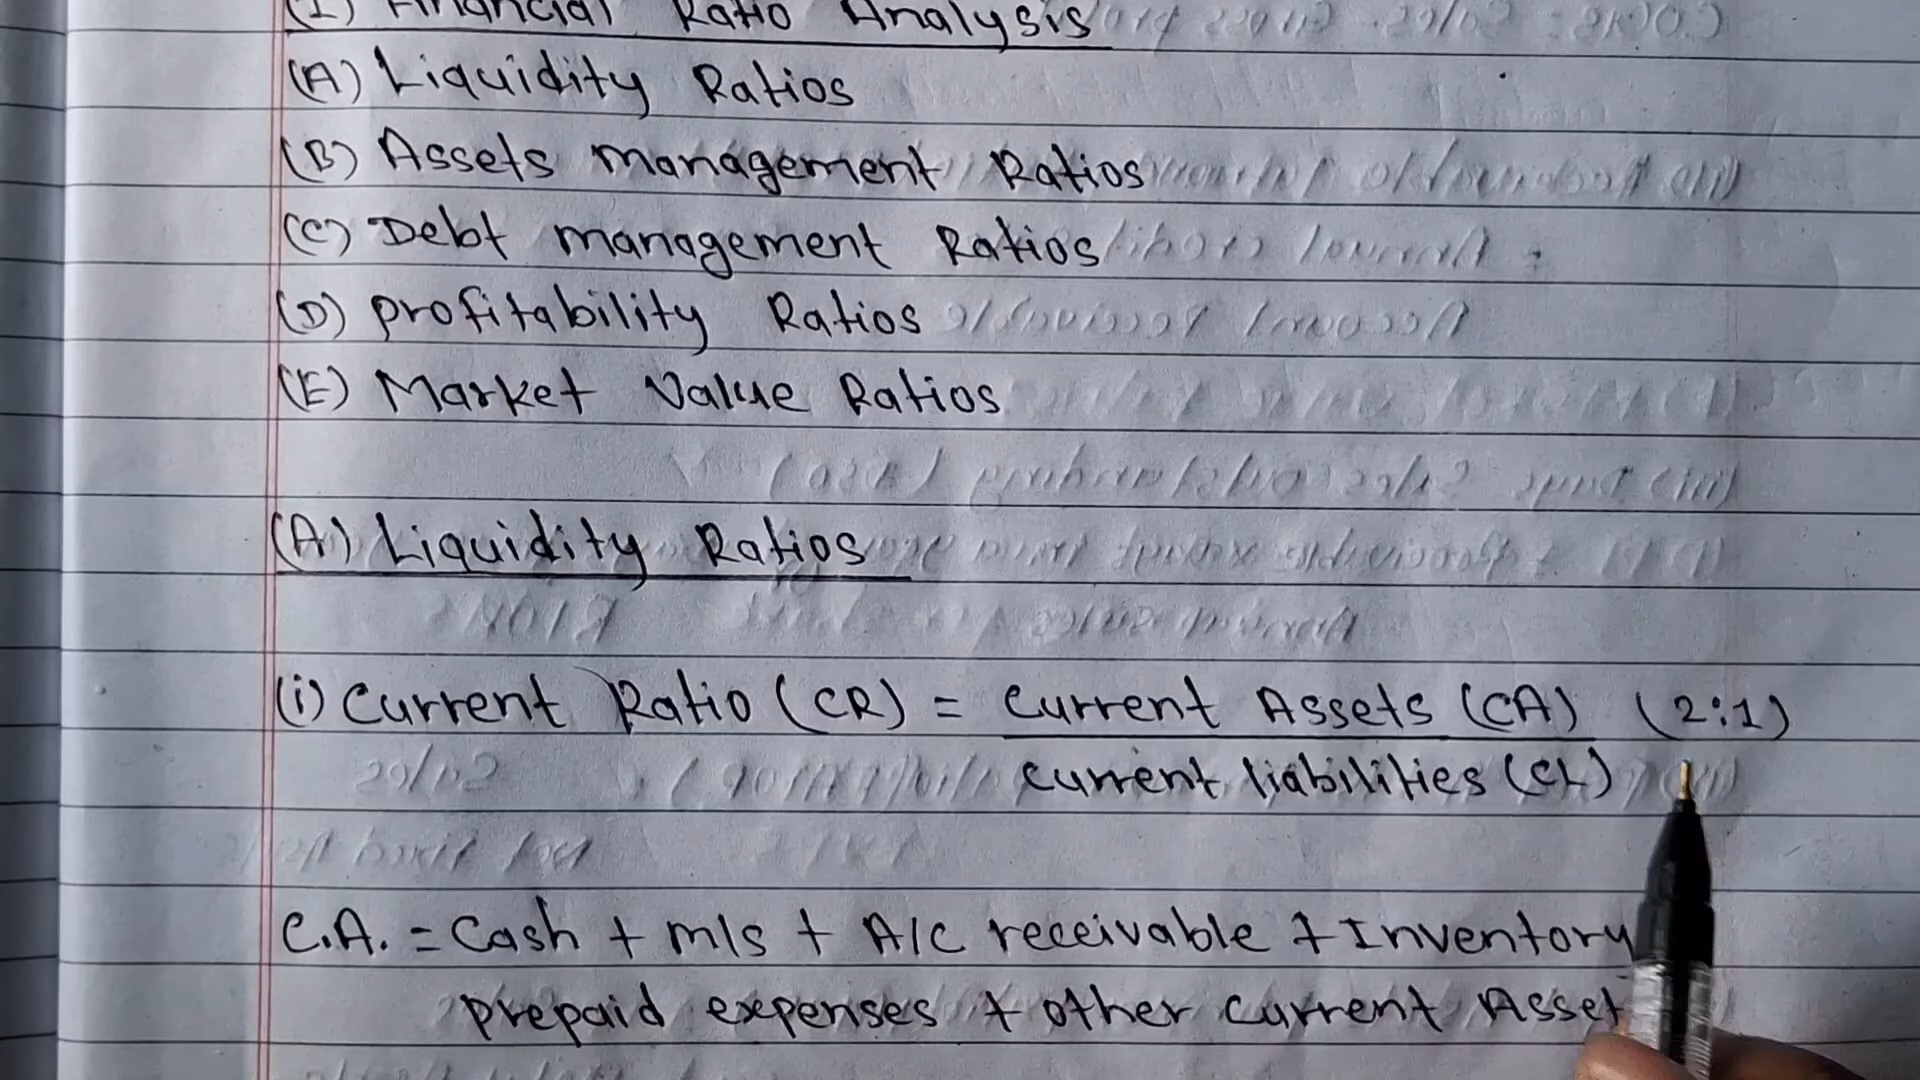 (I) Financial Ratio Analysis
(A) Liquidity Ratios
(B) Assets management Ratios
(C) Debt management Ratios
(D) profitability Ratios
(E) Market Value Ratios
(A) Liquidity Ratios
(i) Current Ratio (CR) = Current Assets (CA) (2:1)
Current liabilities (CL)
C.A. = Cash + m/s + A/C receivable + Inventory
prepaid expenses + other current Asset